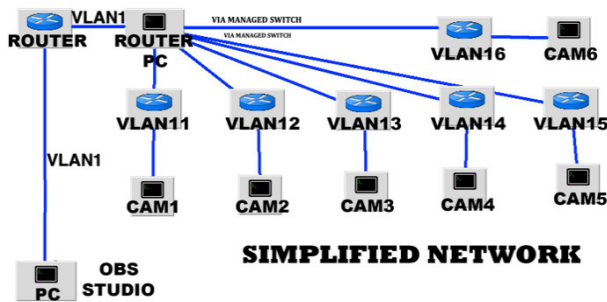 VLAN1
VIA MANAGED SWITCH
ROUTER
ROUTER
PC
VIA MANAGED SWITCH
VLAN16
CAM6
VLAN11
VLAN12
VLAN13
VLAN14
VLAN15
VLAN1
CAM1
CAM2
CAM3
CAM4
CAM5
SIMPLIFIED NETWORK
PC
OBS
STUDIO